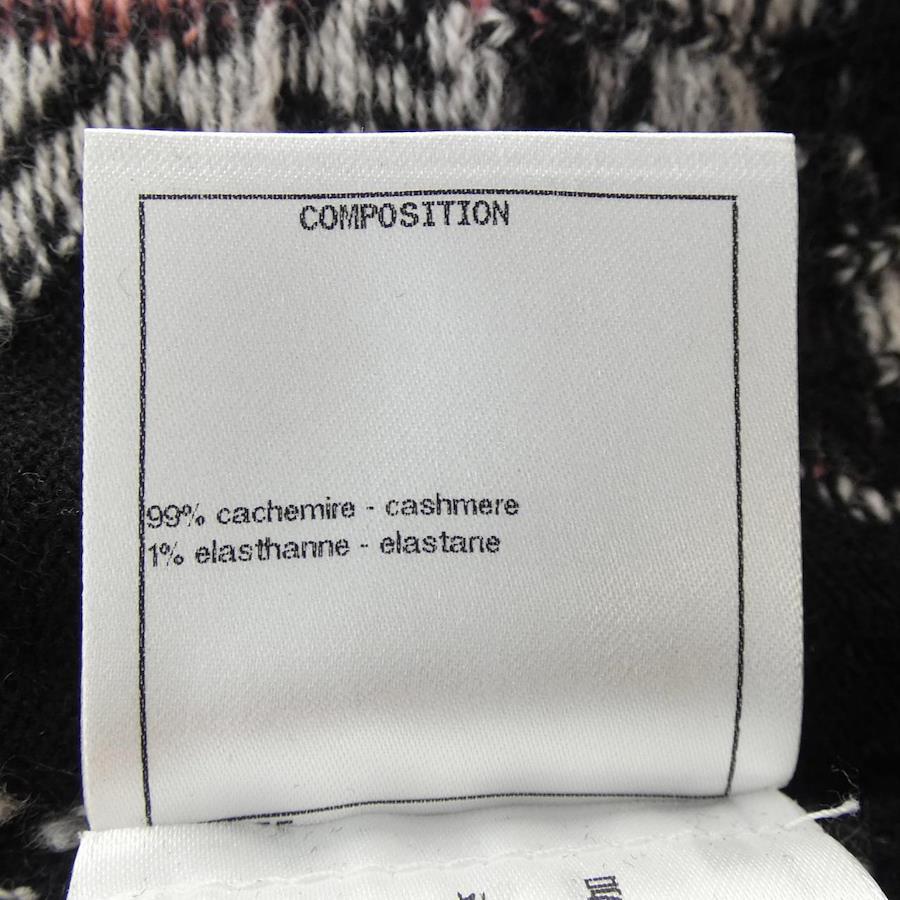 COMPOSITION
99% cachemire - cashmere
1% elasthanne - elastane